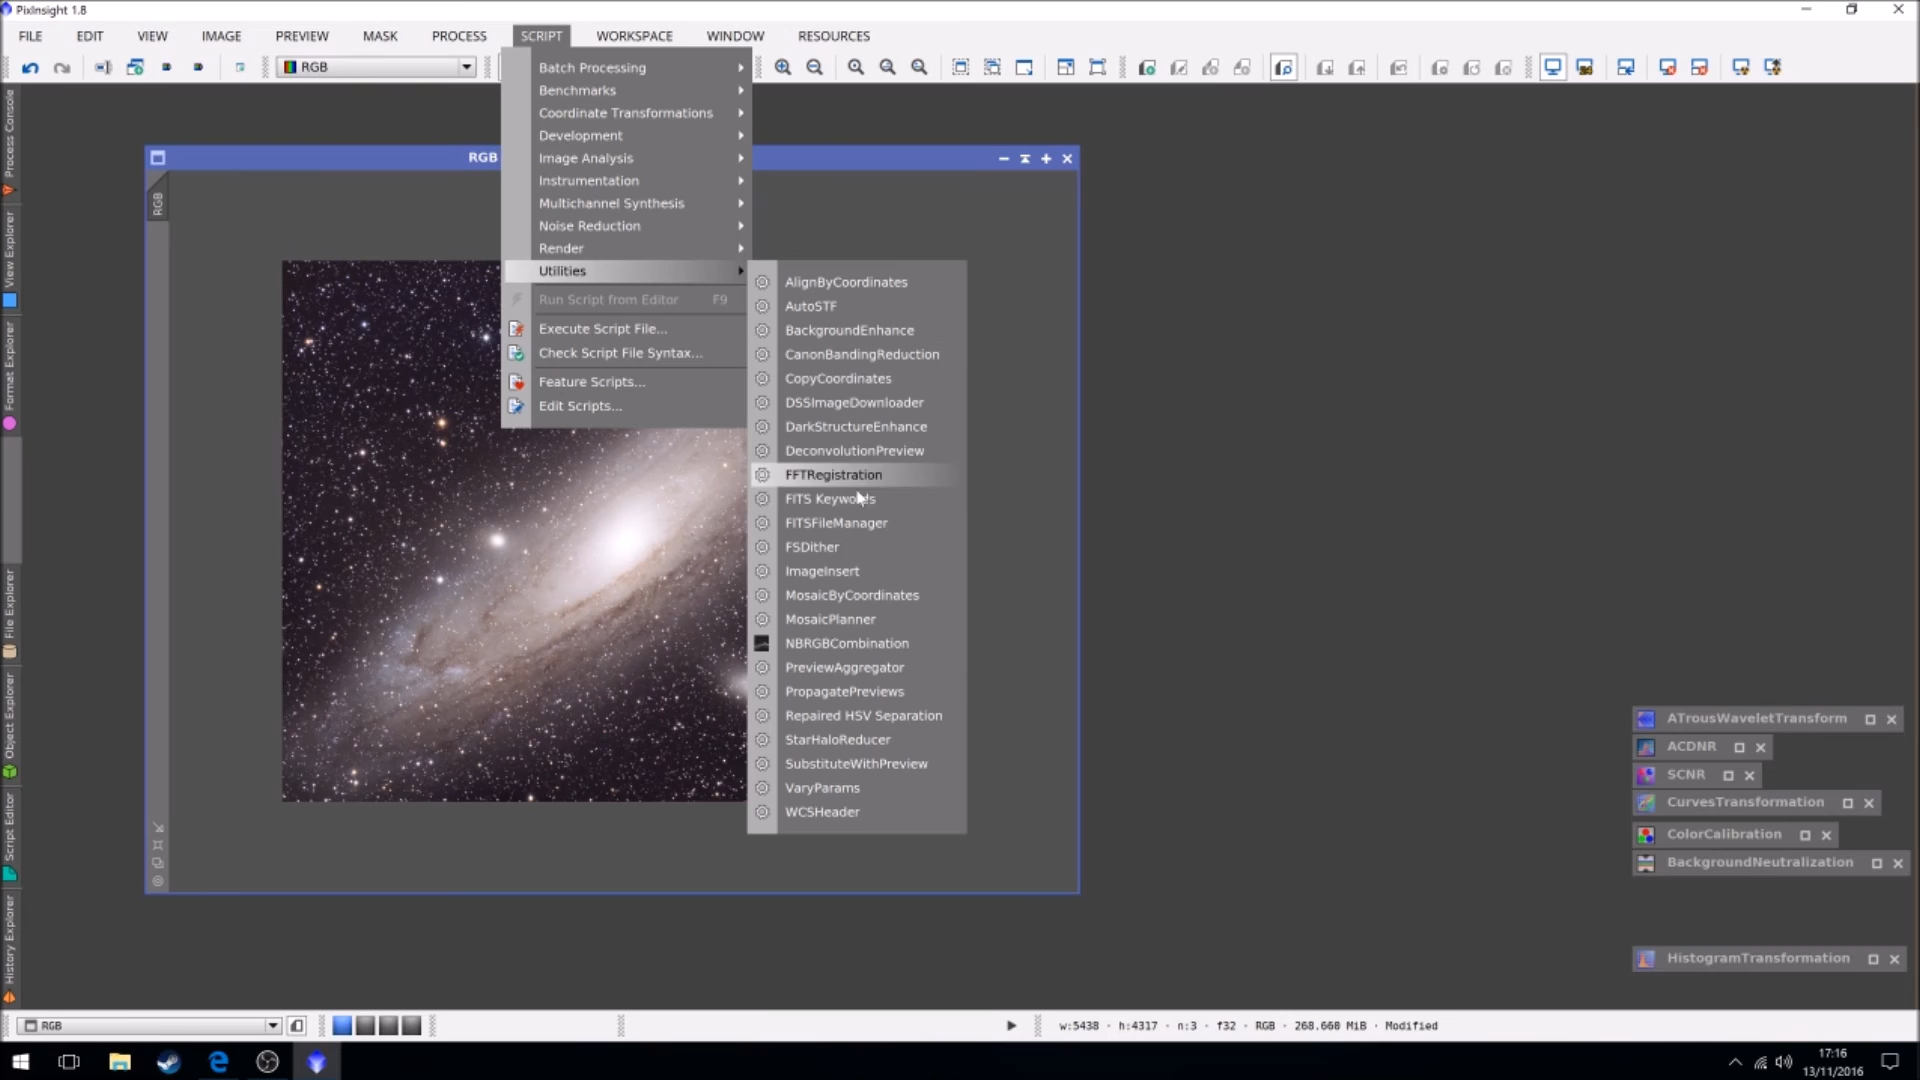 PixInsight 1.8
FILE EDIT VIEW IMAGE PREVIEW MASK PROCESS SCRIPT WORKSPACE WINDOW RESOURCES
RGB
Batch Processing
Benchmarks
Coordinate Transformations
Development
Image Analysis
Instrumentation
Multichannel Synthesis
Noise Reduction
Render
Utilities
Run Script from Editor F9
Execute Script File...
Check Script File Syntax...
Feature Scripts...
Edit Scripts...
AlignByCoordinates
AutoSTF
BackgroundEnhance
CanonBandingReduction
CopyCoordinates
DSSImageDownloader
DarkStructureEnhance
DeconvolutionPreview
FFTRegistration
FITS Keywords
FITSFileManager
FSDither
ImageInsert
MosaicByCoordinates
MosaicPlanner
NBRGBCombination
PreviewAggregator
PropagatePreviews
Repaired HSV Separation
StarHaloReducer
SubstituteWithPreview
VaryParams
WCSHeader
RGB
RGB
Process Console
View Explorer
Format Explorer
File Explorer
Object Explorer
Script Editor
History Explorer
ATrousWaveletTransform
ACDNR
SCNR
CurvesTransformation
ColorCalibration
BackgroundNeutralization
HistogramTransformation
RGB
w:5438 · h:4317 · n:3 · f32 · RGB · 268.660 MiB · Modified
17:16
13/11/2016